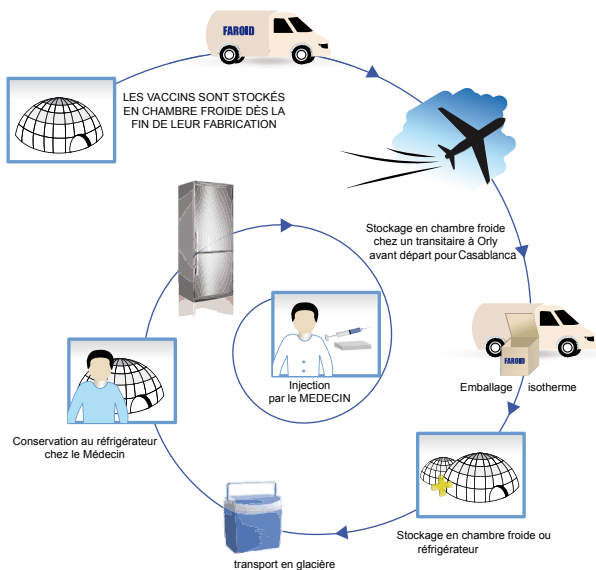 FAROID
LES VACCINS SONT STOCKÉS
EN CHAMBRE FROIDE DÈS LA
FIN DE LEUR FABRICATION
Stockage en chambre froide
chez un transitaire à Orly
avant départ pour Casablanca
FAROID
Emballage isotherme
Injection
par le MEDECIN
Conservation au réfrigérateur
chez le Médecin
Stockage en chambre froide ou
réfrigérateur
transport en glacière